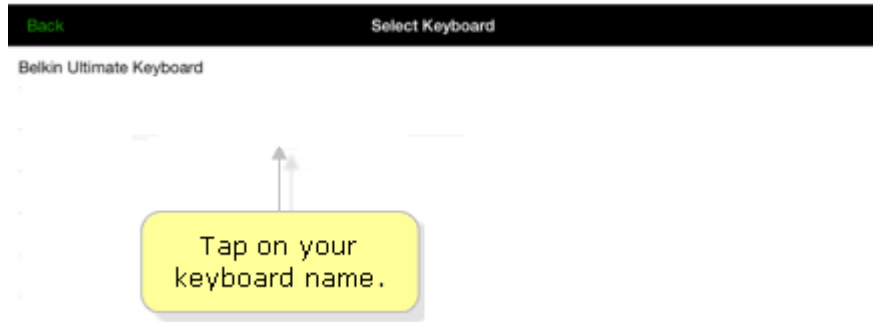 Back
Select Keyboard
Belkin Ultimate Keyboard
Tap on your
keyboard name.